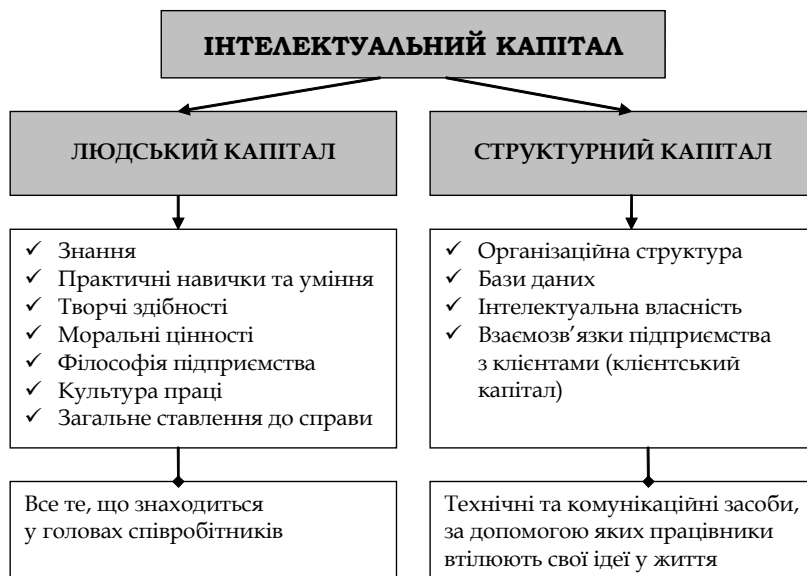 ІНТЕЛЕКТУАЛЬНИЙ КАПІТАЛ
ЛЮДСЬКИЙ КАПІТАЛ
✓ Знання
✓ Практичні навички та уміння
✓ Творчі здібності
✓ Моральні цінності
✓ Філософія підприємства
✓ Культура праці
✓ Загальне ставлення до справи
Все те, що знаходиться
у головах співробітників
СТРУКТУРНИЙ КАПІТАЛ
✓ Організаційна структура
✓ Бази даних
✓ Інтелектуальна власність
✓ Взаємозв’язки підприємства
з клієнтами (клієнтський
капітал)
Технічні та комунікаційні засоби,
за допомогою яких працівники
втілюють свої ідеї у життя